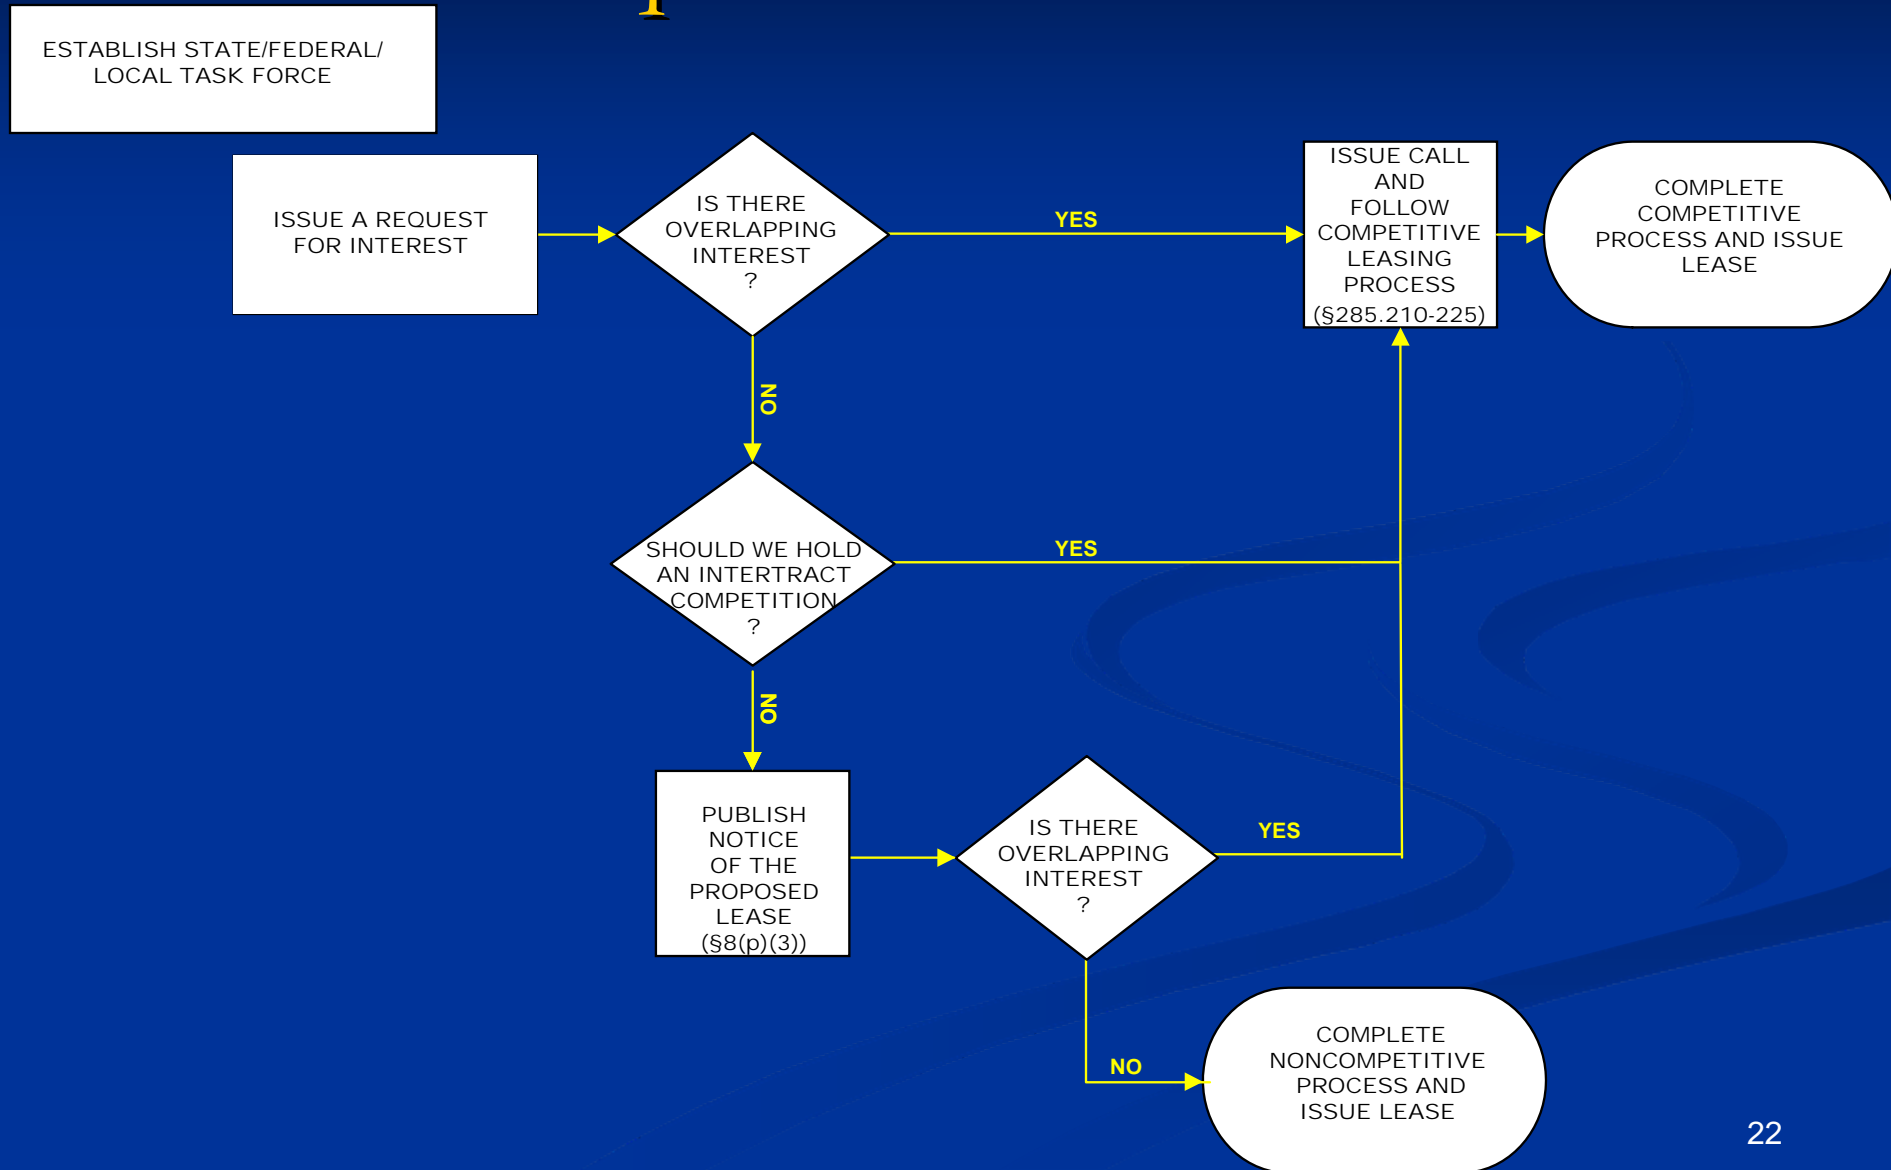 ESTABLISH STATE/FEDERAL/
LOCAL TASK FORCE
ISSUE A REQUEST
FOR INTEREST
IS THERE
OVERLAPPING
INTEREST
?
YES
ISSUE CALL
AND
FOLLOW
COMPETITIVE
LEASING
PROCESS
(§285.210-225)
COMPLETE
COMPETITIVE
PROCESS AND ISSUE
LEASE
NO
SHOULD WE HOLD
AN INTERTRACT
COMPETITION
?
YES
NO
PUBLISH
NOTICE
OF THE
PROPOSED
LEASE
(§8(p)(3))
IS THERE
OVERLAPPING
INTEREST
?
YES
NO
COMPLETE
NONCOMPETITIVE
PROCESS AND
ISSUE LEASE
22